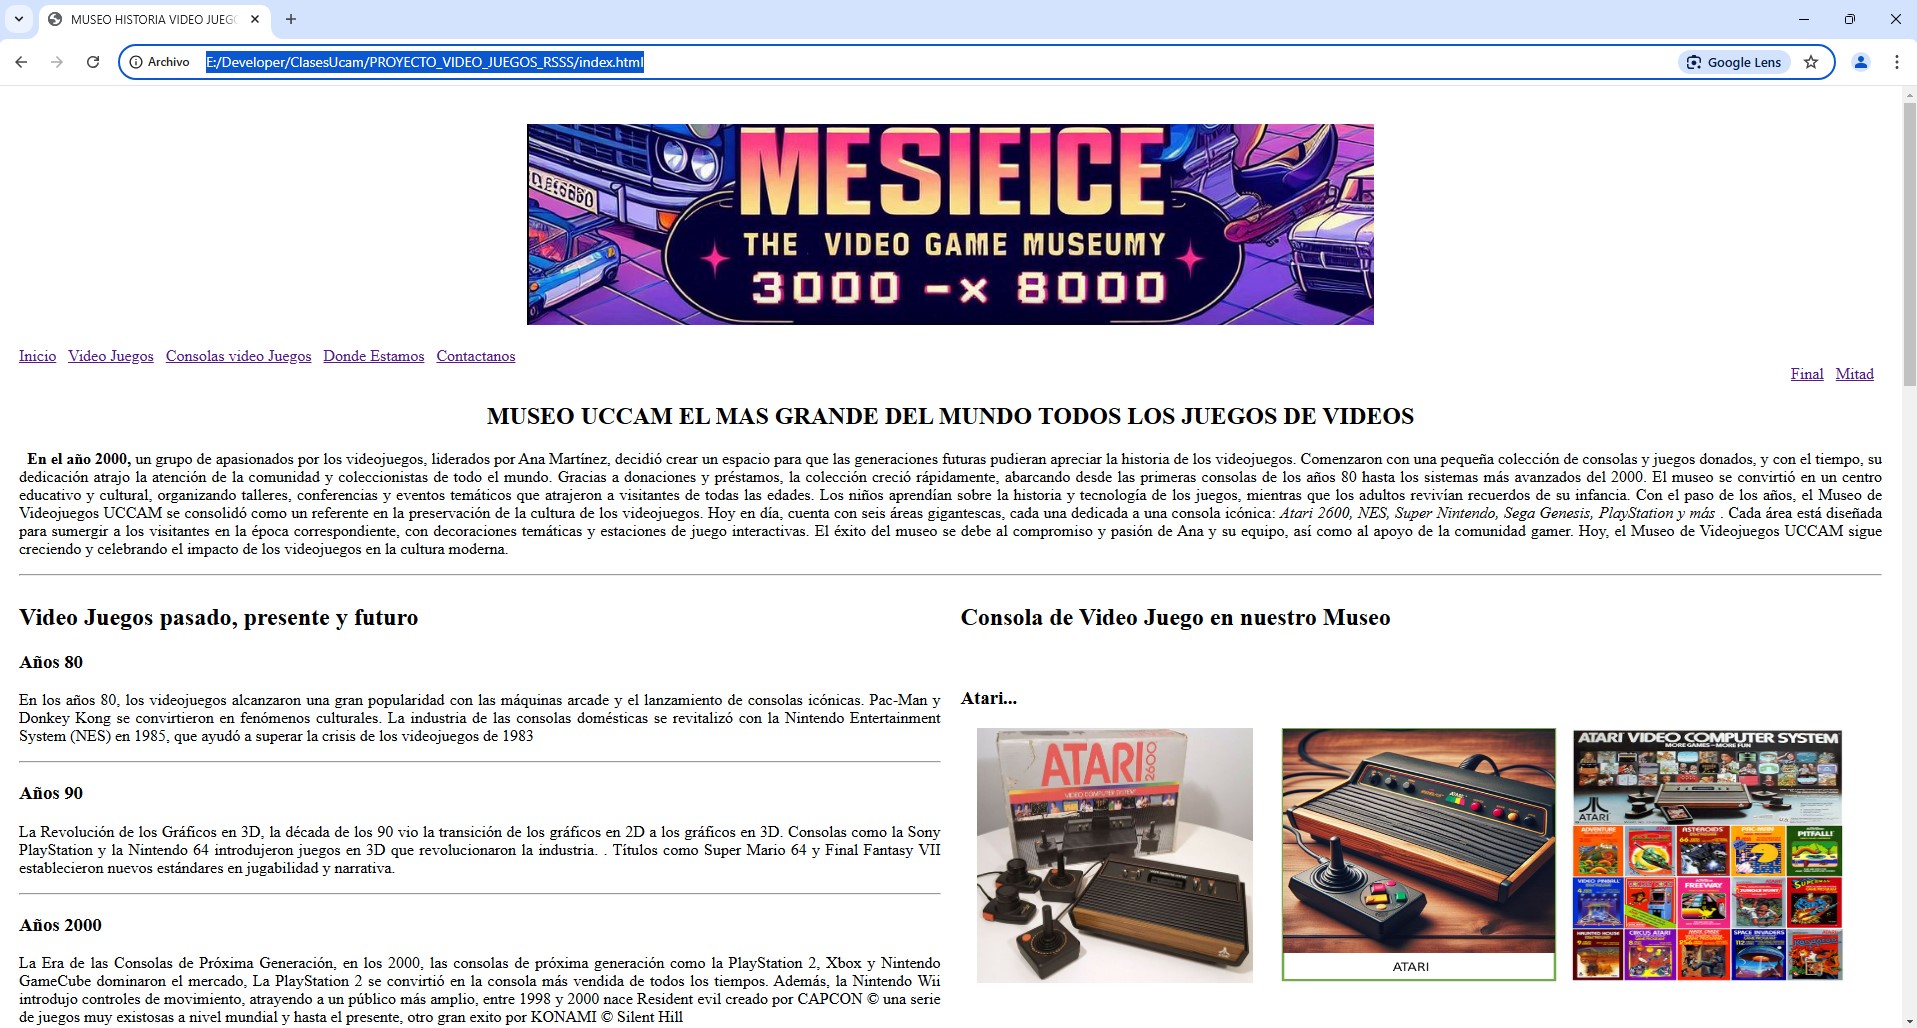 MUSEO HISTORIA VIDEO JUEG
Archivo E:/Developer/ClasesUcam/PROYECTO_VIDEO_JUEGOS_RSSS/index.html Google Lens
MESIEICE
THE VIDEO GAME MUSEUMY
3000 -x 8000
Inicio Video Juegos Consolas video Juegos Donde Estamos Contactanos
Final Mitad
MUSEO UCCAM EL MAS GRANDE DEL MUNDO TODOS LOS JUEGOS DE VIDEOS
En el año 2000, un grupo de apasionados por los videojuegos, liderados por Ana Martínez, decidió crear un espacio para que las generaciones futuras pudieran apreciar la historia de los videojuegos. Comenzaron con una pequeña colección de consolas y juegos donados, y con el tiempo, su
dedicación atrajo la atención de la comunidad y coleccionistas de todo el mundo. Gracias a donaciones y préstamos, la colección creció rápidamente, abarcando desde las primeras consolas de los años 80 hasta los sistemas más avanzados del 2000. El museo se convirtió en un centro
educativo y cultural, organizando talleres, conferencias y eventos temáticos que atrajeron a visitantes de todas las edades. Los niños aprendían sobre la historia y tecnología de los juegos, mientras que los adultos revivían recuerdos de su infancia. Con el paso de los años, el Museo de
Videojuegos UCCAM se consolidó como un referente en la preservación de la cultura de los videojuegos. Hoy en día, cuenta con seis áreas gigantescas, cada una dedicada a una consola icónica: Atari 2600, NES, Super Nintendo, Sega Genesis, PlayStation y más . Cada área está diseñada
para sumergir a los visitantes en la época correspondiente, con decoraciones temáticas y estaciones de juego interactivas. El éxito del museo se debe al compromiso y pasión de Ana y su equipo, así como al apoyo de la comunidad gamer. Hoy, el Museo de Videojuegos UCCAM sigue
creciendo y celebrando el impacto de los videojuegos en la cultura moderna.
Video Juegos pasado, presente y futuro
Años 80
En los años 80, los videojuegos alcanzaron una gran popularidad con las máquinas arcade y el lanzamiento de consolas icónicas. Pac-Man y
Donkey Kong se convirtieron en fenómenos culturales. La industria de las consolas domésticas se revitalizó con la Nintendo Entertainment
System (NES) en 1985, que ayudó a superar la crisis de los videojuegos de 1983
Años 90
La Revolución de los Gráficos en 3D, la década de los 90 vio la transición de los gráficos en 2D a los gráficos en 3D. Consolas como la Sony
PlayStation y la Nintendo 64 introdujeron juegos en 3D que revolucionaron la industria. . Títulos como Super Mario 64 y Final Fantasy VII
establecieron nuevos estándares en jugabilidad y narrativa.
Años 2000
La Era de las Consolas de Próxima Generación, en los 2000, las consolas de próxima generación como la PlayStation 2, Xbox y Nintendo
GameCube dominaron el mercado, La PlayStation 2 se convirtió en la consola más vendida de todos los tiempos. Además, la Nintendo Wii
introdujo controles de movimiento, atrayendo a un público más amplio, entre 1998 y 2000 nace Resident evil creado por CAPCON © una serie
de juegos muy existosas a nivel mundial y hasta el presente, otro gran exito por KONAMI © Silent Hill
Consola de Video Juego en nuestro Museo
Atari...
ATARI 2600
VIDEO COMPUTER SYSTEM
ATARI
ATARI VIDEO COMPUTER SYSTEM
MORE GAMES-MORE FUN
ATARI
ADVENTURE ASTEROIDS PAC-MAN PITFALL!
VIDEO PINBALL FREEWAY JUNGLE HUNT SUPERMAN
HAUNTED HOUSE CIRCUS ATARI SPACE INVADERS